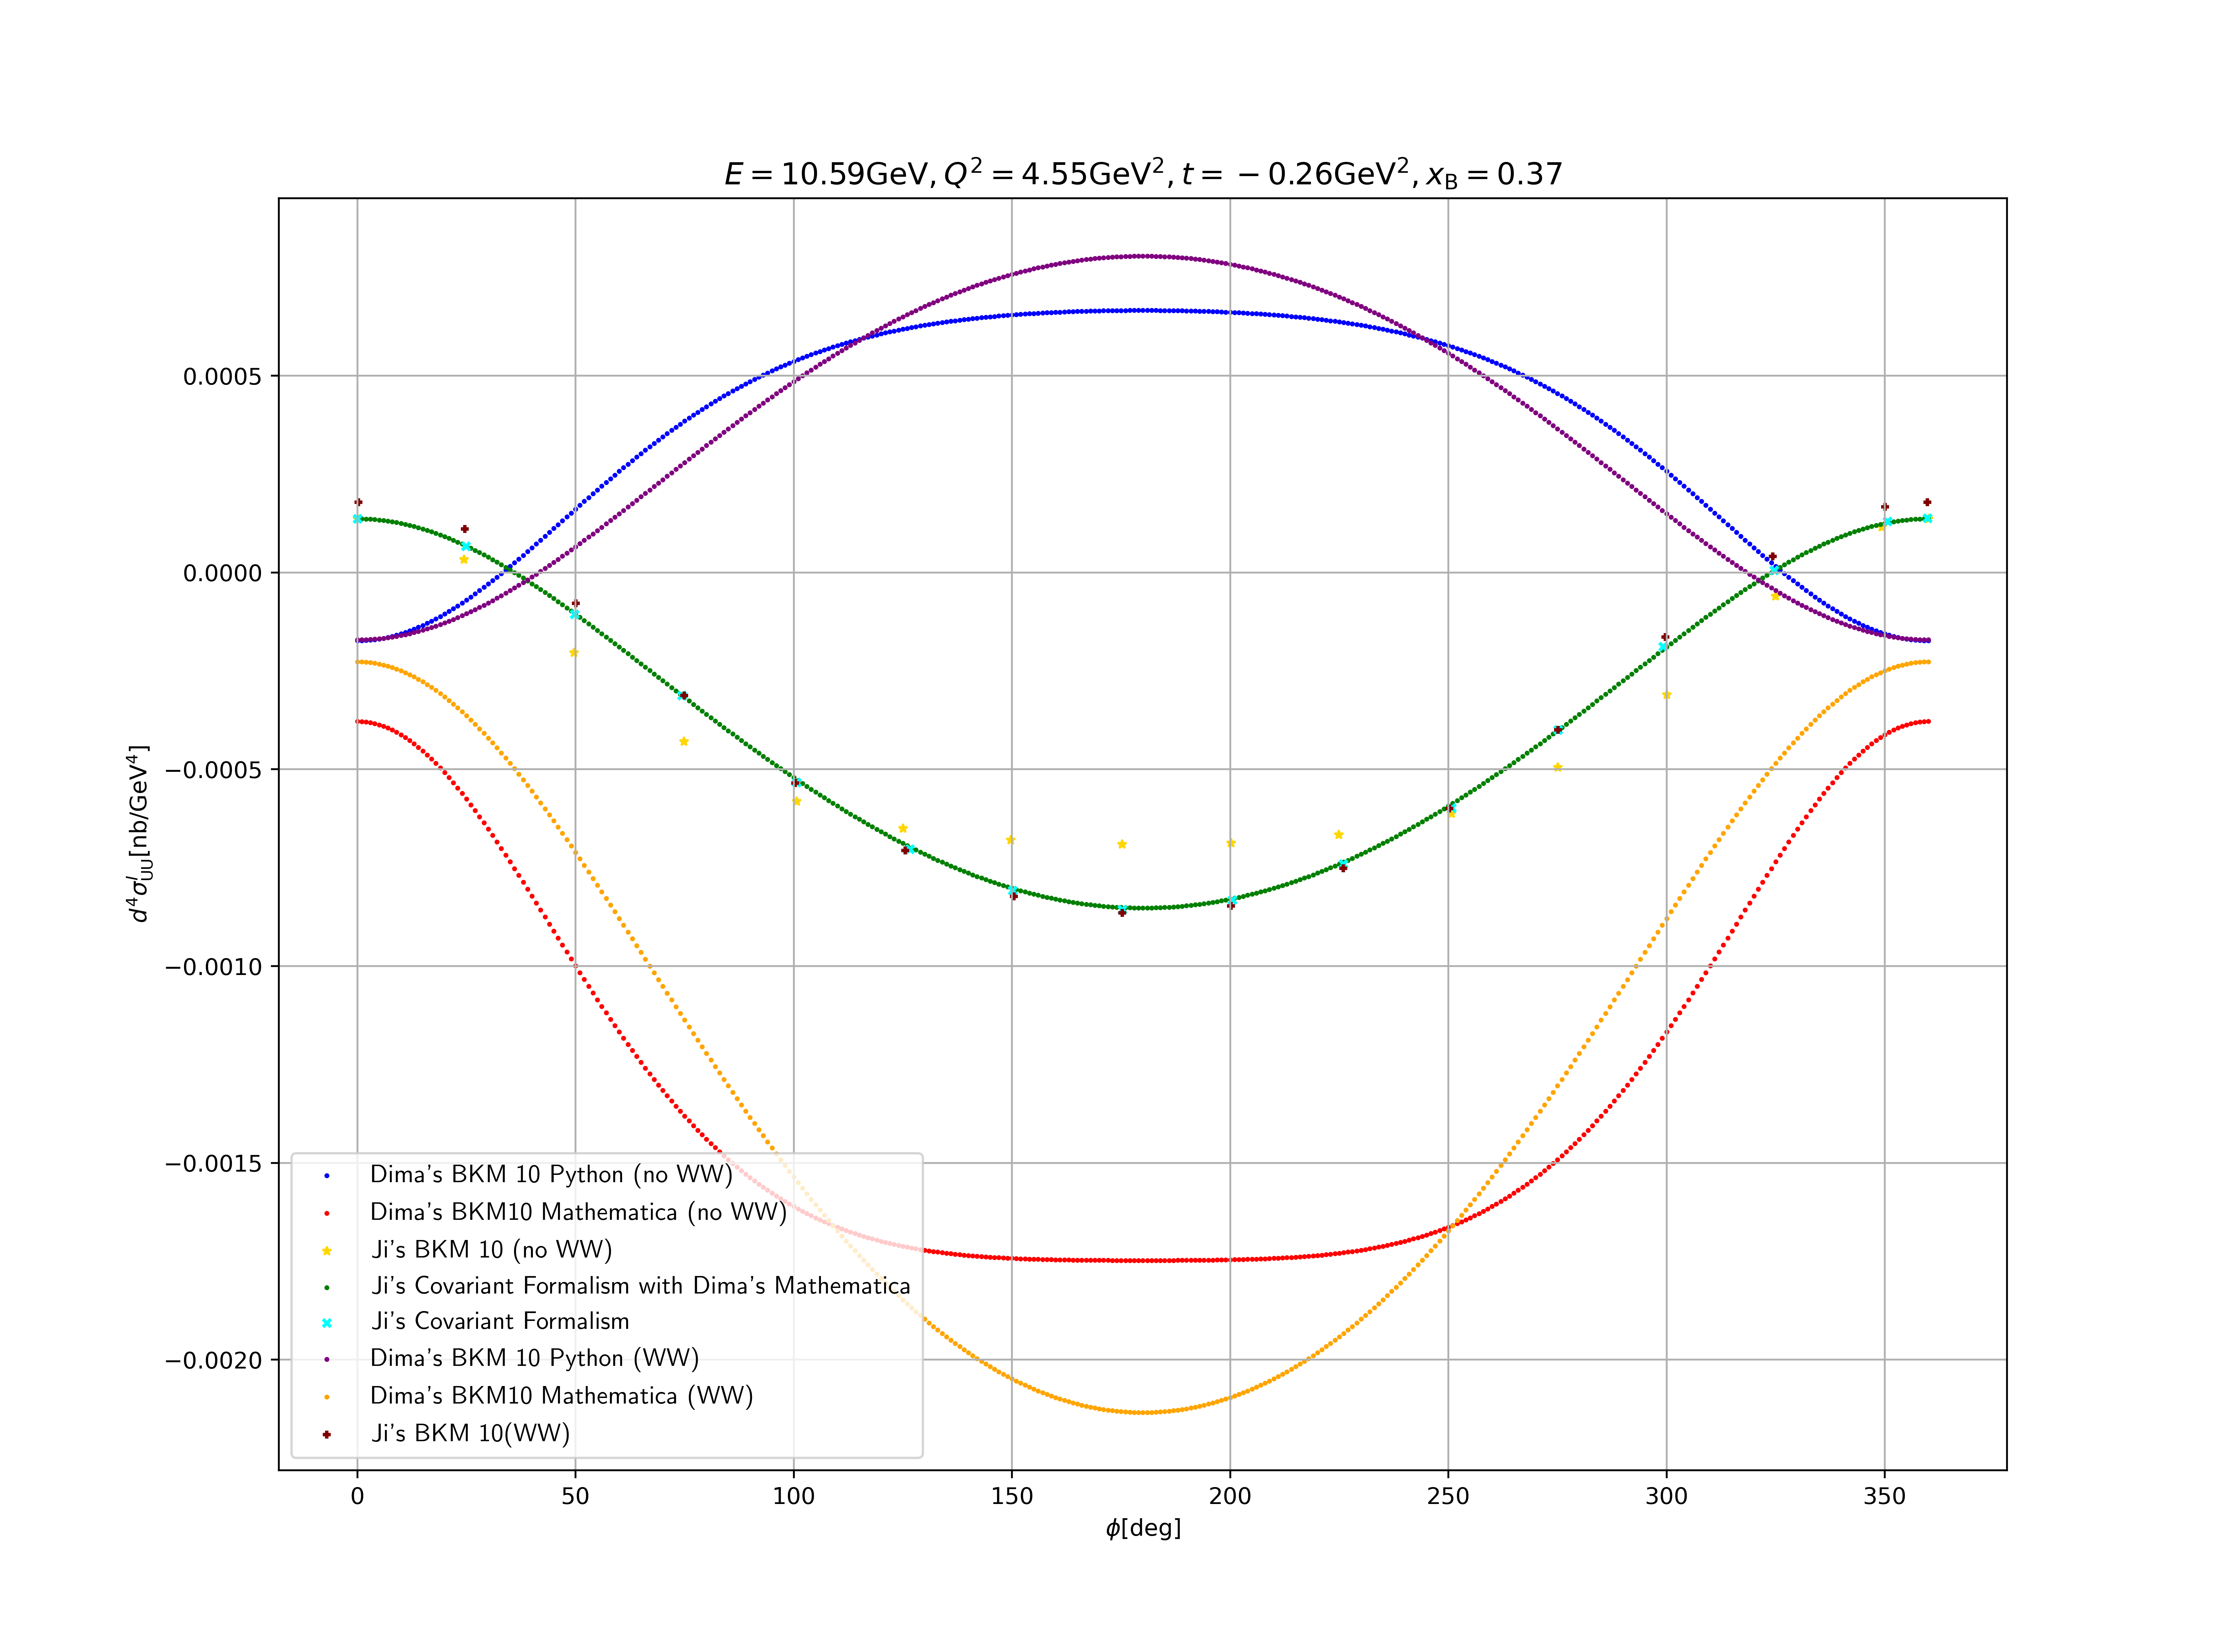 E = 10.59GeV, Q² = 4.55GeV², t = −0.26GeV², x_B = 0.37
d⁴σ^I_UU[nb/GeV⁴]
0.0005
0.0000
−0.0005
−0.0010
−0.0015
−0.0020
Dima's BKM 10 Python (no WW)
Dima's BKM10 Mathematica (no WW)
Ji's BKM 10 (no WW)
Ji's Covariant Formalism with Dima's Mathematica
Ji's Covariant Formalism
Dima's BKM 10 Python (WW)
Dima's BKM10 Mathematica (WW)
Ji's BKM 10(WW)
0 50 100 150 200 250 300 350
ϕ[deg]